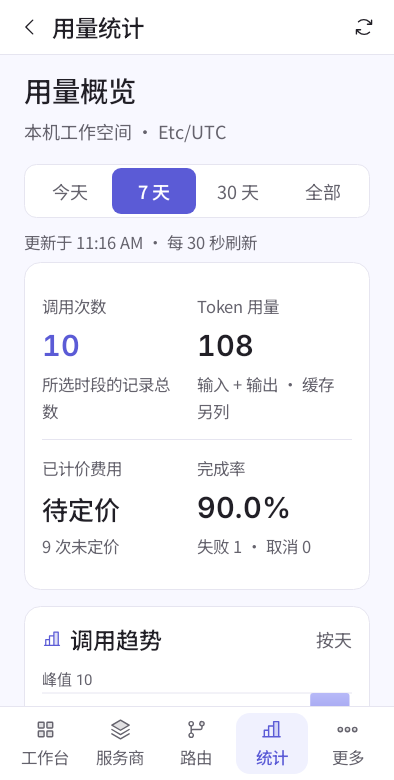 用量统计
用量概览
本机工作空间 · Etc/UTC
今天 7 天 30 天 全部
更新于 11:16 AM · 每 30 秒刷新
调用次数 Token 用量
10 108
所选时段的记录总数 输入 + 输出 · 缓存另列
已计价费用 完成率
待定价 90.0%
9 次未定价 失败 1 · 取消 0
调用趋势 按天
峰值 10
工作台 服务商 路由 统计 更多